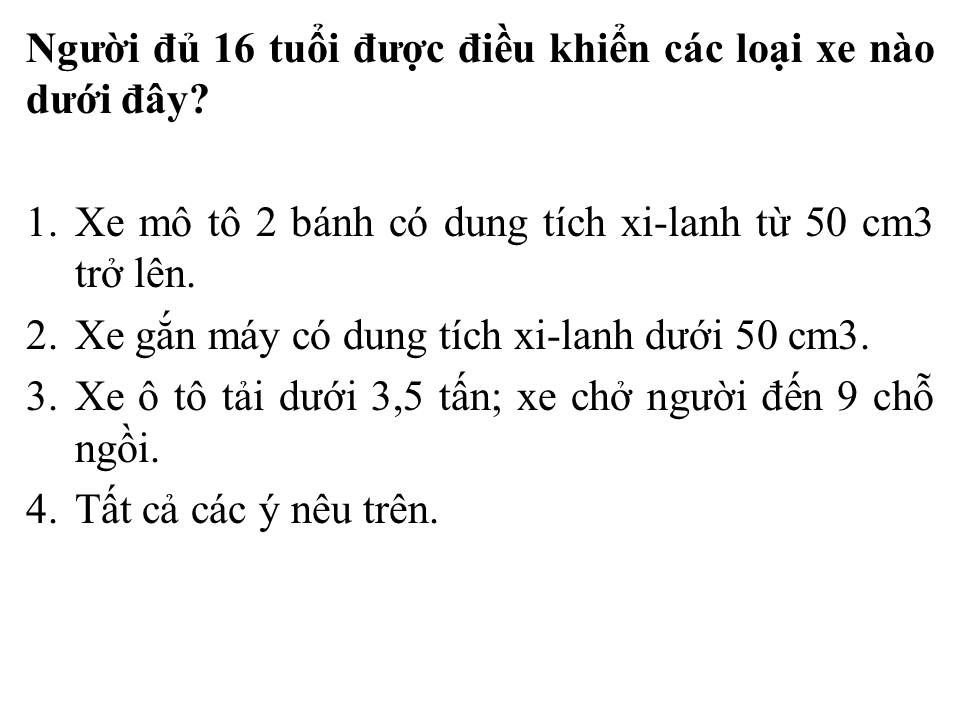 Người đủ 16 tuổi được điều khiển các loại xe nào
dưới đây?
1. Xe mô tô 2 bánh có dung tích xi-lanh từ 50 cm3
trở lên.
2. Xe gắn máy có dung tích xi-lanh dưới 50 cm3.
3. Xe ô tô tải dưới 3,5 tấn; xe chở người đến 9 chỗ
ngồi.
4. Tất cả các ý nêu trên.